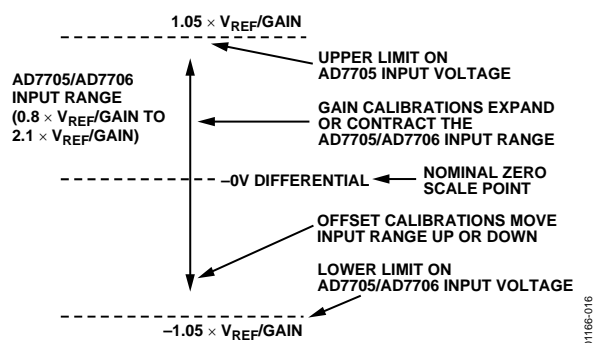 1.05 × VREF/GAIN
UPPER LIMIT ON
AD7705 INPUT VOLTAGE
AD7705/AD7706
INPUT RANGE
(0.8 × VREF/GAIN TO
2.1 × VREF/GAIN)
GAIN CALIBRATIONS EXPAND
OR CONTRACT THE
AD7705/AD7706 INPUT RANGE
–0V DIFFERENTIAL
NOMINAL ZERO
SCALE POINT
OFFSET CALIBRATIONS MOVE
INPUT RANGE UP OR DOWN
LOWER LIMIT ON
AD7705/AD7706 INPUT VOLTAGE
–1.05 × VREF/GAIN
01166-016